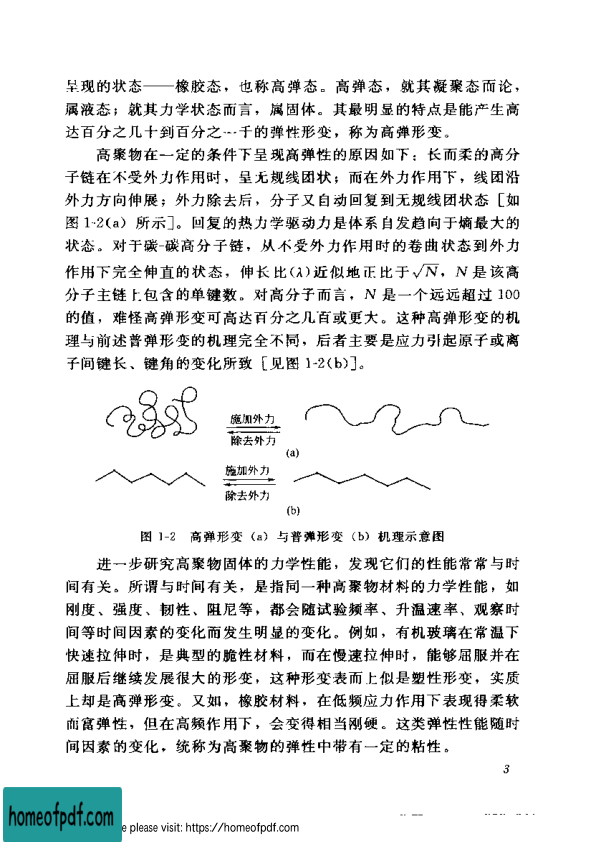 呈现的状态——橡胶态，也称高弹态。高弹态，就其凝聚态而论，
属液态；就其力学状态而言，属固体。其最明显的特点是能产生高
达百分之几十到百分之一千的弹性形变，称为高弹形变。
高聚物在一定的条件下呈现高弹性的原因如下：长而柔的高分
子链在不受外力作用时，呈无规线团状；而在外力作用下，线团沿
外力方向伸展；外力除去后，分子又自动回复到无规线团状态［如
图1-2(a) 所示］。回复的热力学驱动力是体系自发趋向于熵最大的
状态。对于碳-碳高分子链，从不受外力作用时的卷曲状态到外力
作用下完全伸直的状态，伸长比(λ)近似地正比于√N，N 是该高
分子主链上包含的单键数。对高分子而言，N 是一个远远超过 100
的值，难怪高弹形变可高达百分之几百或更大。这种高弹形变的机
理与前述普弹形变的机理完全不同，后者主要是应力引起原子或离
子间键长、键角的变化所致［见图 1-2(b)］。
施加外力
除去外力
(a)
施加外力
除去外力
(b)
图 1-2 高弹形变（a）与普弹形变（b）机理示意图
进一步研究高聚物固体的力学性能，发现它们的性能常常与时
间有关。所谓与时间有关，是指同一种高聚物材料的力学性能，如
刚度、强度、韧性、阻尼等，都会随试验频率、升温速率、观察时
间等时间因素的变化而发生明显的变化。例如，有机玻璃在常温下
快速拉伸时，是典型的脆性材料，而在慢速拉伸时，能够屈服并在
屈服后继续发展很大的形变，这种形变表面上似是塑性形变，实质
上却是高弹形变。又如，橡胶材料，在低频应力作用下表现得柔软
而富弹性，但在高频作用下，会变得相当刚硬。这类弹性性能随时
间因素的变化，统称为高聚物的弹性中带有一定的粘性。
3
homeofpdf.com
please visit: https://homeofpdf.com